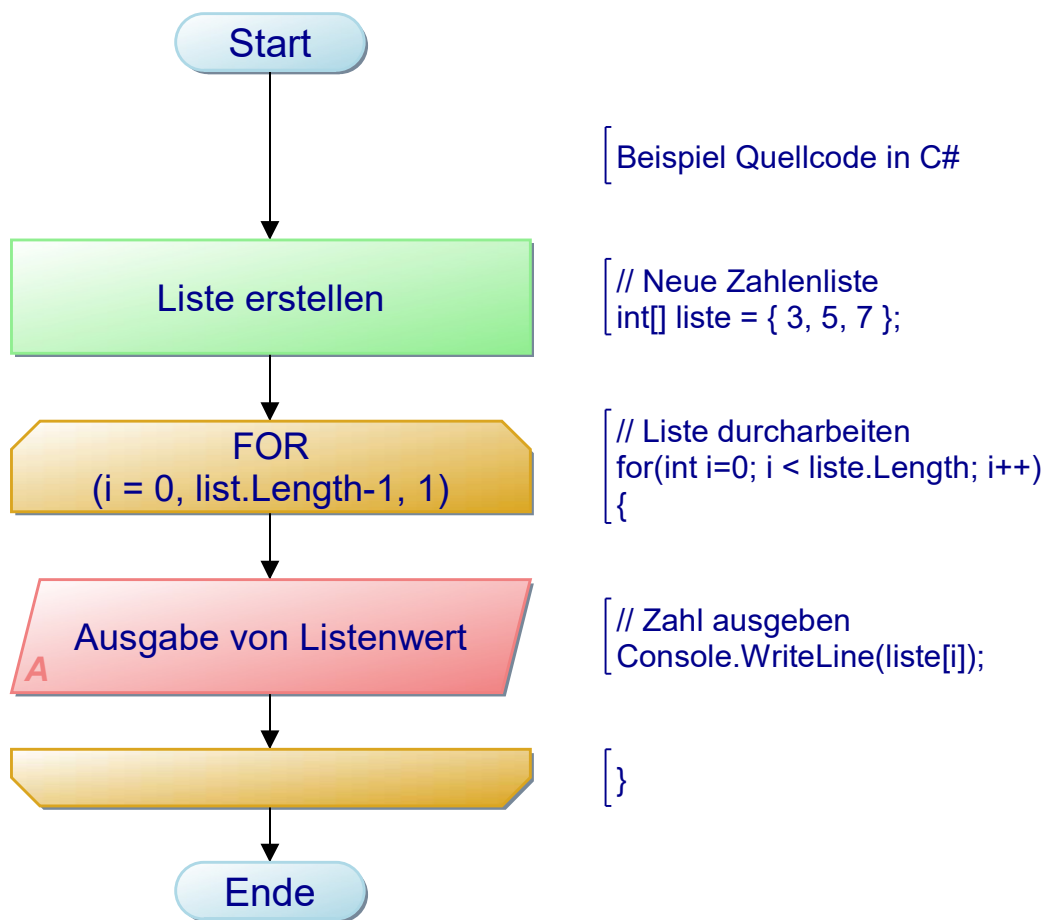 Start
Beispiel Quellcode in C#
Liste erstellen
// Neue Zahlenliste
int[] liste = { 3, 5, 7 };
FOR
(i = 0, list.Length-1, 1)
// Liste durcharbeiten
for(int i=0; i < liste.Length; i++)
{
Ausgabe von Listenwert
A
// Zahl ausgeben
Console.WriteLine(liste[i]);
}
Ende